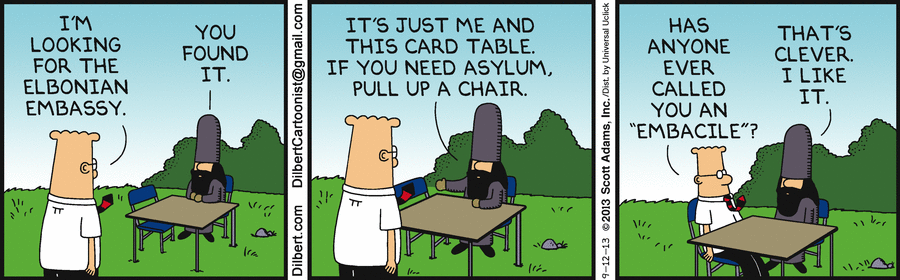 I'M
LOOKING
FOR THE
ELBONIAN
EMBASSY.
YOU
FOUND
IT.
Dilbert.com DilbertCartoonist@gmail.com
IT'S JUST ME AND
THIS CARD TABLE.
IF YOU NEED ASYLUM,
PULL UP A CHAIR.
9-12-13 © 2013 Scott Adams, Inc. /Dist. by Universal Uclick
HAS
ANYONE
EVER
CALLED
YOU AN
"EMBACILE"?
THAT'S
CLEVER.
I LIKE
IT.